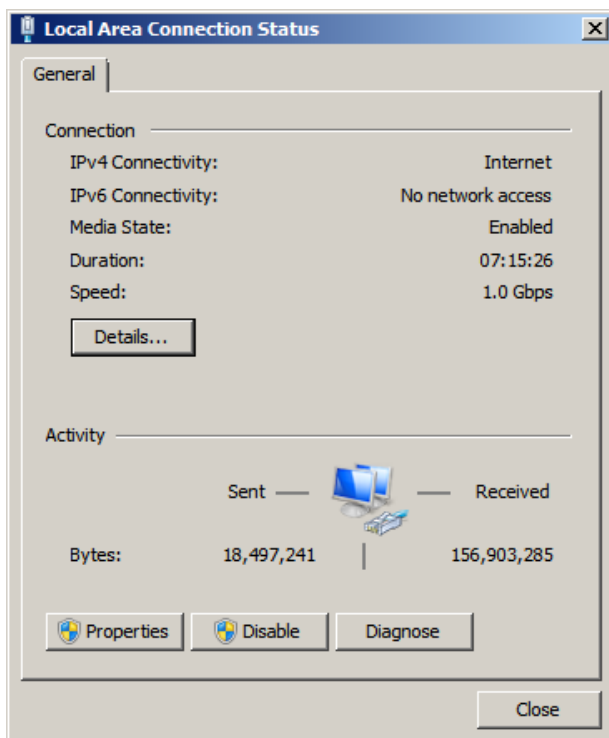 Local Area Connection Status
General
Connection
IPv4 Connectivity: Internet
IPv6 Connectivity: No network access
Media State: Enabled
Duration: 07:15:26
Speed: 1.0 Gbps
Details...
Activity
Sent Received
Bytes: 18,497,241 156,903,285
Properties Disable Diagnose
Close